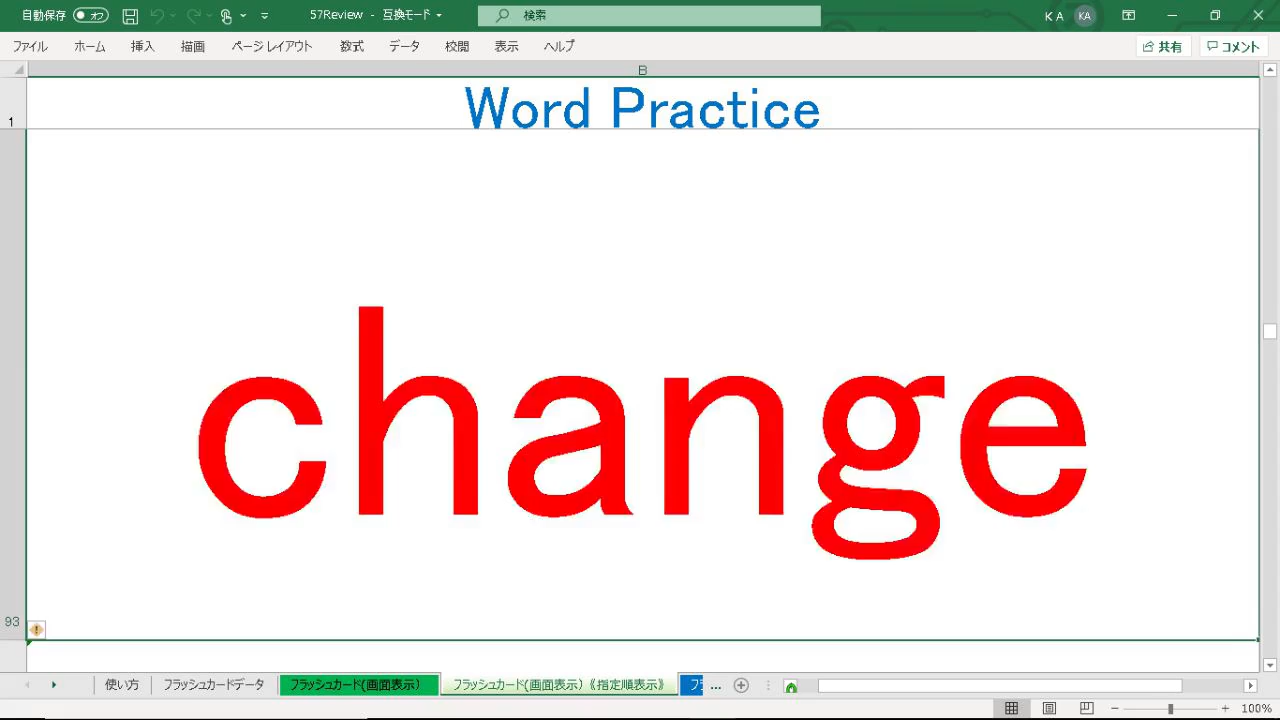 自動保存 オフ 57Review - 互換モード 検索 K A KA
ファイル ホーム 挿入 描画 ページ レイアウト 数式 データ 校閲 表示 ヘルプ 共有 コメント
B
1 Word Practice
change
93
使い方 フラッシュカードデータ フラッシュカード(画面表示) フラッシュカード(画面表示)《指定順表示》 フラ ...
100%